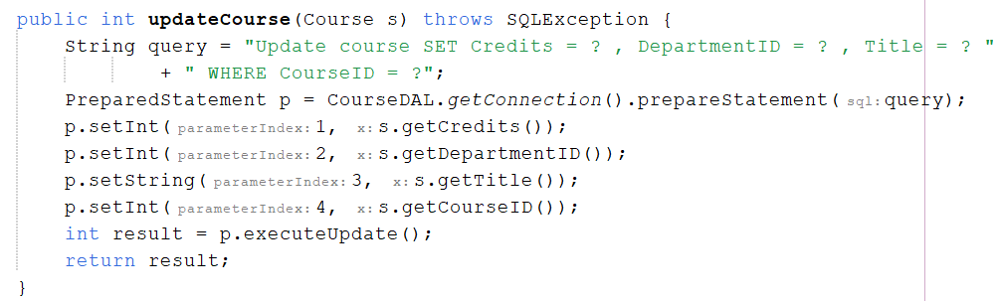 public int updateCourse(Course s) throws SQLException {
String query = "Update course SET Credits = ? , DepartmentID = ? , Title = ? "
+ " WHERE CourseID = ?";
PreparedStatement p = CourseDAL.getConnection().prepareStatement( sql: query);
p.setInt( parameterIndex: 1, x: s.getCredits());
p.setInt( parameterIndex: 2, x: s.getDepartmentID());
p.setString( parameterIndex: 3, x: s.getTitle());
p.setInt( parameterIndex: 4, x: s.getCourseID());
int result = p.executeUpdate();
return result;
}